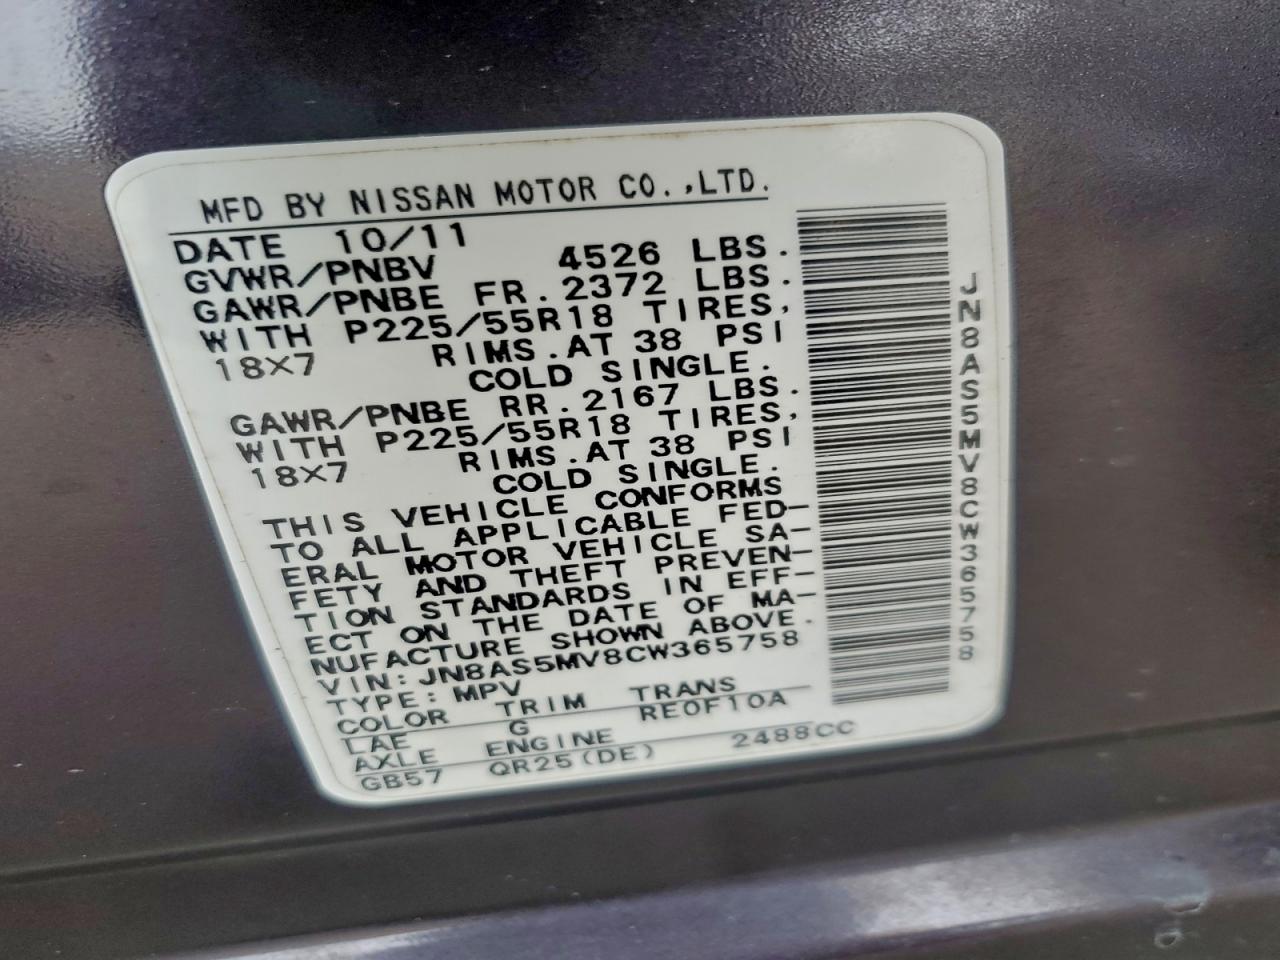 MFD BY NISSAN MOTOR CO.,LTD.
DATE 10/11
GVWR/PNBV 4526 LBS.
GAWR/PNBE FR. 2372 LBS.
WITH P225/55R18 TIRES,
18X7 RIMS.AT 38 PSI
COLD SINGLE.
GAWR/PNBE RR. 2167 LBS.
WITH P225/55R18 TIRES,
18X7 RIMS.AT 38 PSI
COLD SINGLE.
THIS VEHICLE CONFORMS
TO ALL APPLICABLE FED-
ERAL MOTOR VEHICLE SA-
FETY AND THEFT PREVEN-
TION STANDARDS IN EFF-
ECT ON THE DATE OF MA-
NUFACTURE SHOWN ABOVE.
VIN:JN8AS5MV8CW365758
TYPE:MPV
COLOR TRIM TRANS
LAE G RE0F10A
AXLE ENGINE
GB57 QR25(DE) 2488CC
JN8AS5MV8CW365758